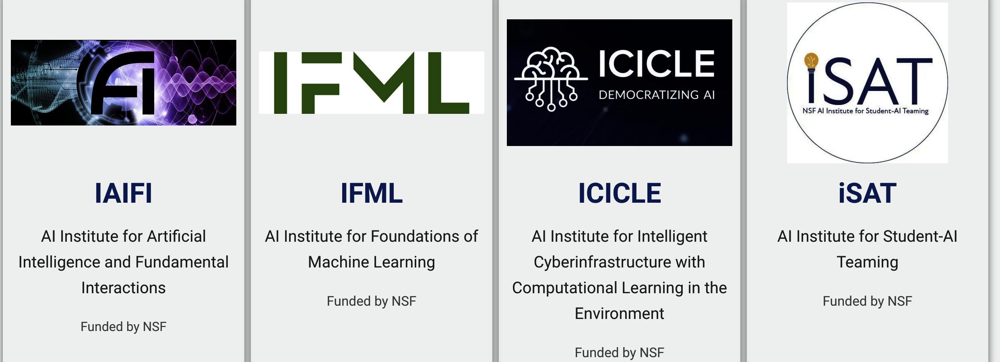 AI
IAIFI
AI Institute for Artificial
Intelligence and Fundamental
Interactions
Funded by NSF
IFML
IFML
AI Institute for Foundations of
Machine Learning
Funded by NSF
ICICLE
DEMOCRATIZING AI
ICICLE
AI Institute for Intelligent
Cyberinfrastructure with
Computational Learning in the
Environment
Funded by NSF
iSAT
NSF AI Institute for Student-AI Teaming
iSAT
AI Institute for Student-AI
Teaming
Funded by NSF